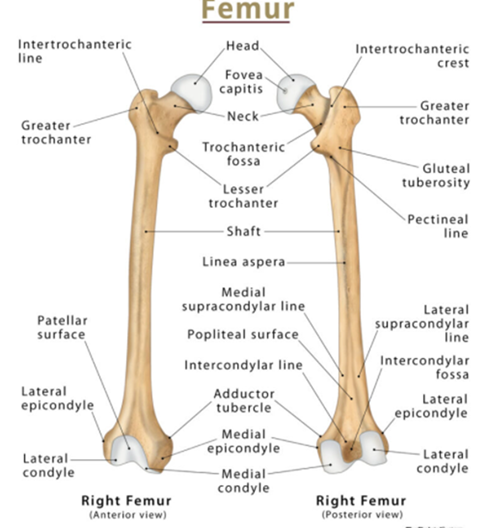 Femur
Intertrochanteric
line
Head
Intertrochanteric
crest
Fovea
capitis
Neck
Greater
trochanter
Greater
trochanter
Trochanteric
fossa
Gluteal
tuberosity
Lesser
trochanter
Pectineal
line
Shaft
Linea aspera
Medial
supracondylar line
Patellar
surface
Lateral
supracondylar
line
Popliteal surface
Intercondylar line
Intercondylar
fossa
Lateral
epicondyle
Adductor
tubercle
Lateral
epicondyle
Medial
epicondyle
Lateral
condyle
Medial
condyle
Lateral
condyle
Right Femur
(Anterior view)
Right Femur
(Posterior view)